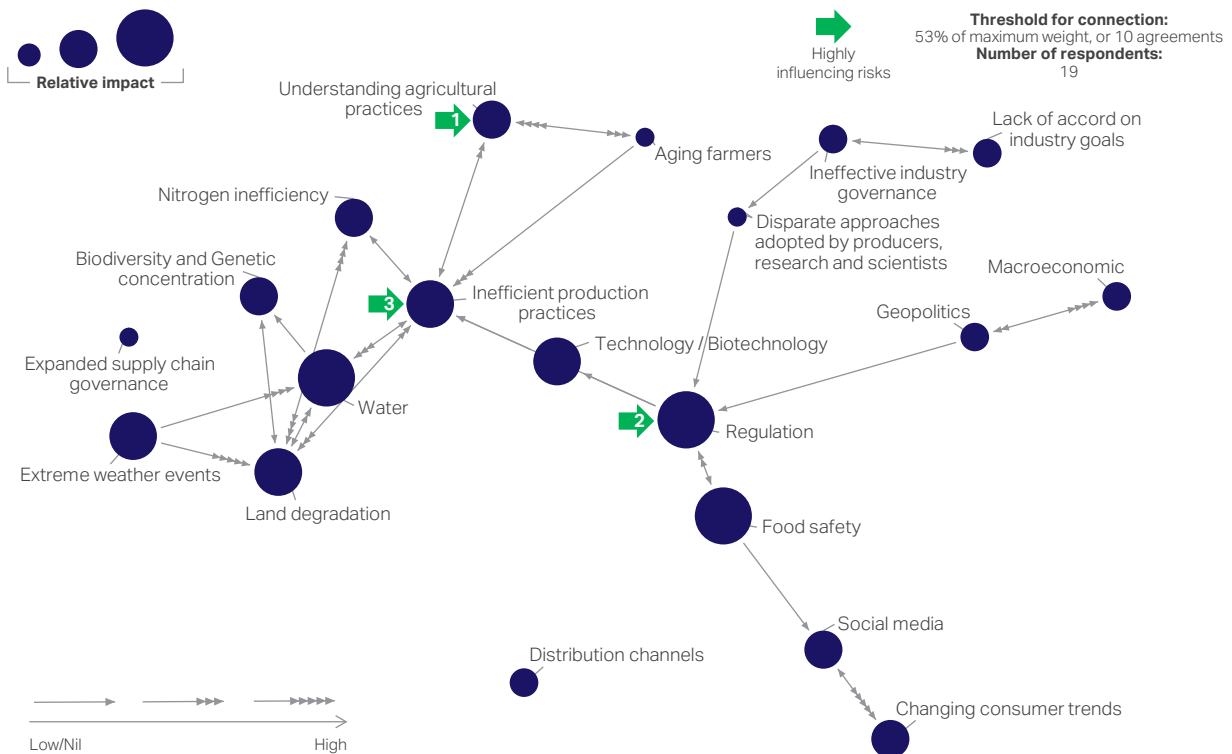 Relative impact
Highly
influencing risks
Threshold for connection:
53% of maximum weight, or 10 agreements
Number of respondents:
19
Understanding agricultural
practices
1
Aging farmers
Lack of accord on
industry goals
Ineffective industry
governance
Nitrogen inefficiency
Disparate approaches
adopted by producers,
research and scientists
Biodiversity and Genetic
concentration
Macroeconomic
3
Inefficient production
practices
Geopolitics
Expanded supply chain
governance
Technology / Biotechnology
Water
2
Regulation
Extreme weather events
Land degradation
Food safety
Social media
Distribution channels
Changing consumer trends
Low/Nil
High